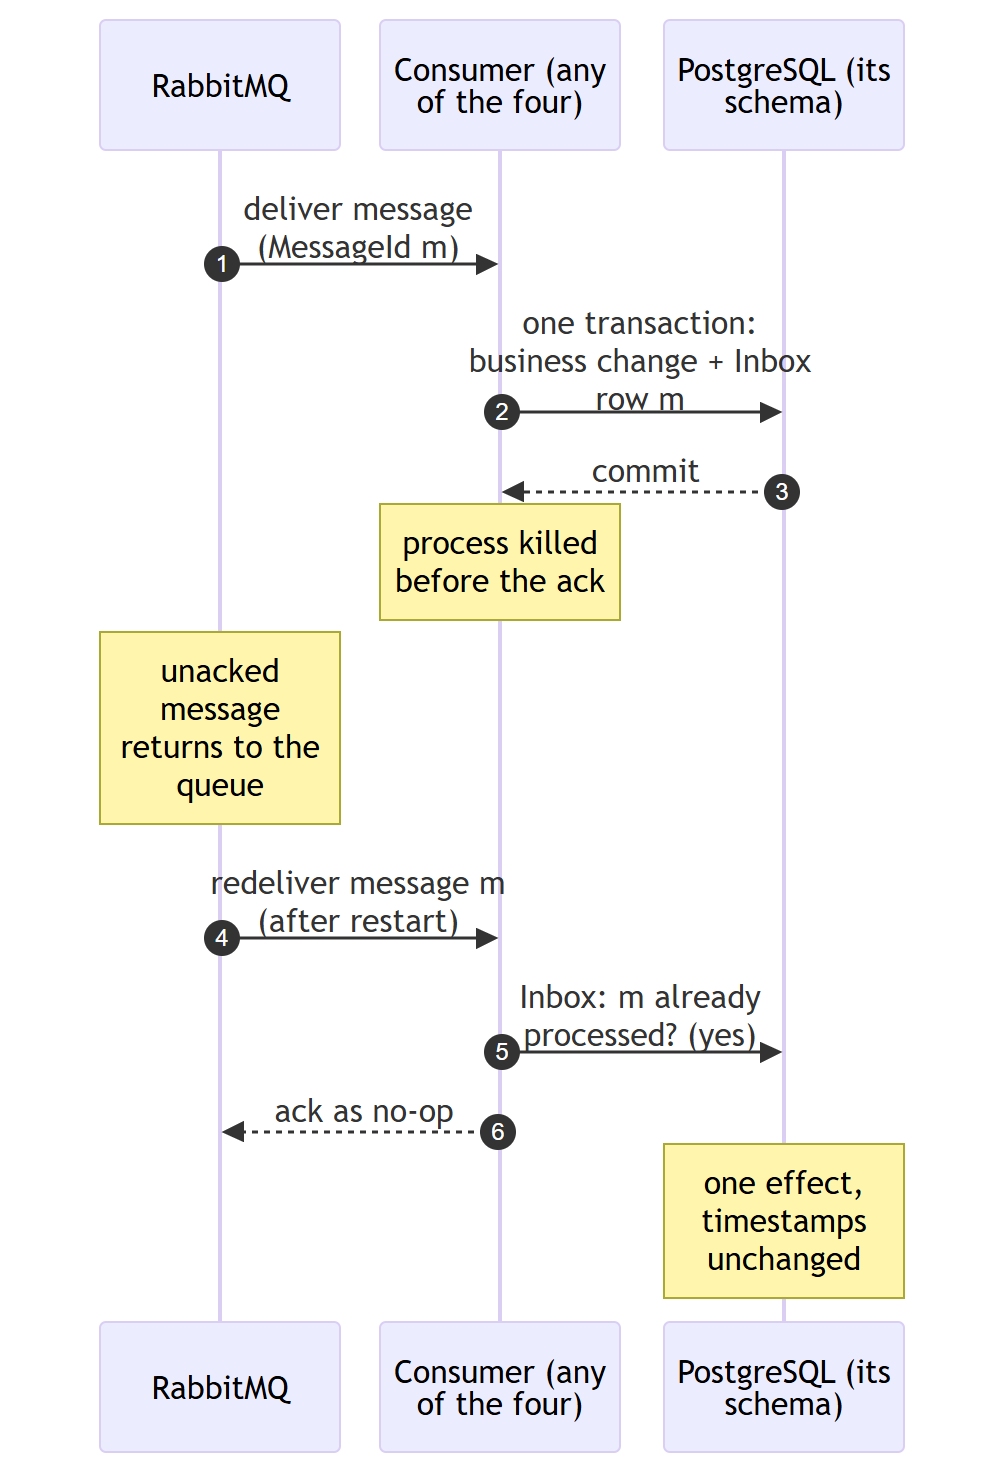 RabbitMQ
Consumer (any
of the four)
PostgreSQL (its
schema)
deliver message
(MessageId m)
1
one transaction:
business change + Inbox
row m
2
commit
3
process killed
before the ack
unacked
message
returns to the
queue
redeliver message m
(after restart)
4
Inbox: m already
processed? (yes)
5
ack as no-op
6
one effect,
timestamps
unchanged
RabbitMQ
Consumer (any
of the four)
PostgreSQL (its
schema)